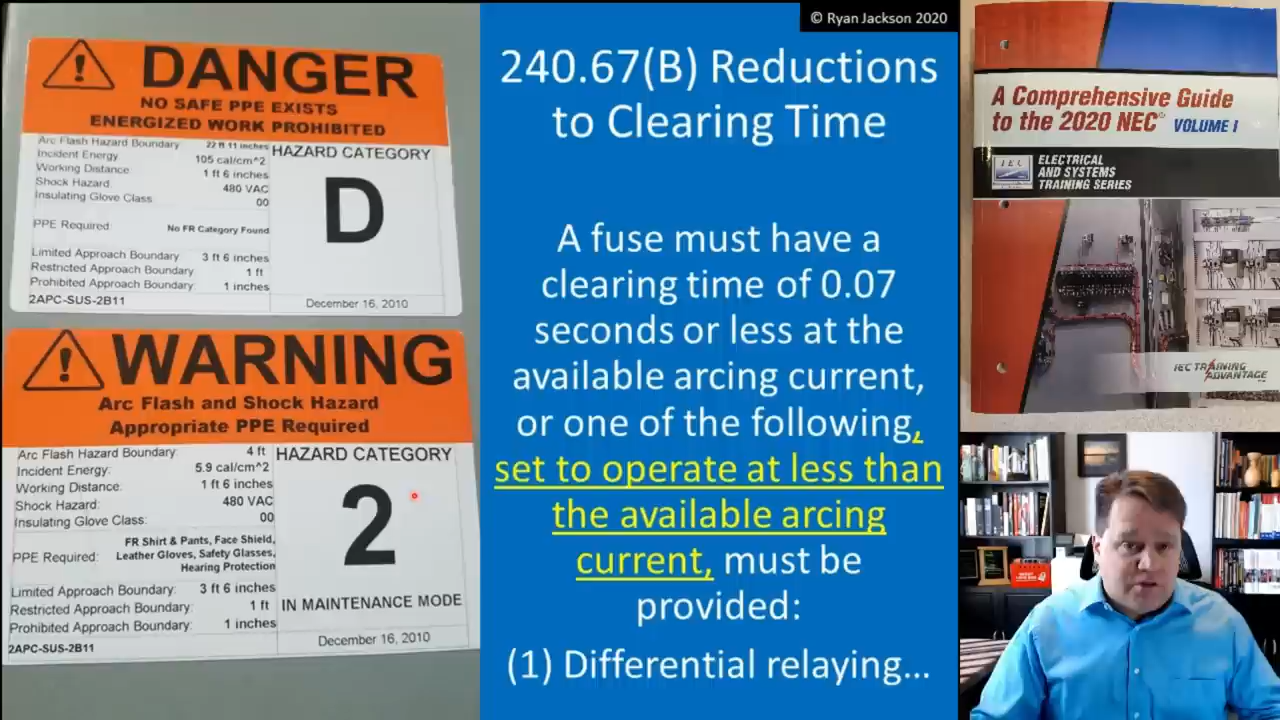 DANGER
NO SAFE PPE EXISTS
ENERGIZED WORK PROHIBITED
Arc Flash Hazard Boundary 22 ft 11 inches
Incident Energy 105 cal/cm^2
Working Distance: 1 ft 6 inches
Shock Hazard: 480 VAC
Insulating Glove Class: 00
PPE Required: No FR Category Found
Limited Approach Boundary 3 ft 6 inches
Restricted Approach Boundary 1 ft
Prohibited Approach Boundary: 1 inches
2APC-SUS-2B11
HAZARD CATEGORY
D
December 16, 2010
WARNING
Arc Flash and Shock Hazard
Appropriate PPE Required
Arc Flash Hazard Boundary: 4 ft
Incident Energy: 5.9 cal/cm^2
Working Distance: 1 ft 6 inches
Shock Hazard: 480 VAC
Insulating Glove Class: 00
PPE Required: FR Shirt & Pants, Face Shield,
Leather Gloves, Safety Glasses,
Hearing Protection
Limited Approach Boundary: 3 ft 6 inches
Restricted Approach Boundary: 1 ft
Prohibited Approach Boundary: 1 inches
2APC-SUS-2B11
HAZARD CATEGORY
2
IN MAINTENANCE MODE
December 16, 2010
© Ryan Jackson 2020
240.67(B) Reductions
to Clearing Time
A fuse must have a
clearing time of 0.07
seconds or less at the
available arcing current,
or one of the following,
set to operate at less than
the available arcing
current, must be
provided:
(1) Differential relaying...
A Comprehensive Guide
to the 2020 NEC® VOLUME I
IEC
ELECTRICAL
AND SYSTEMS
TRAINING SERIES
IEC TRAINING
ADVANTAGE